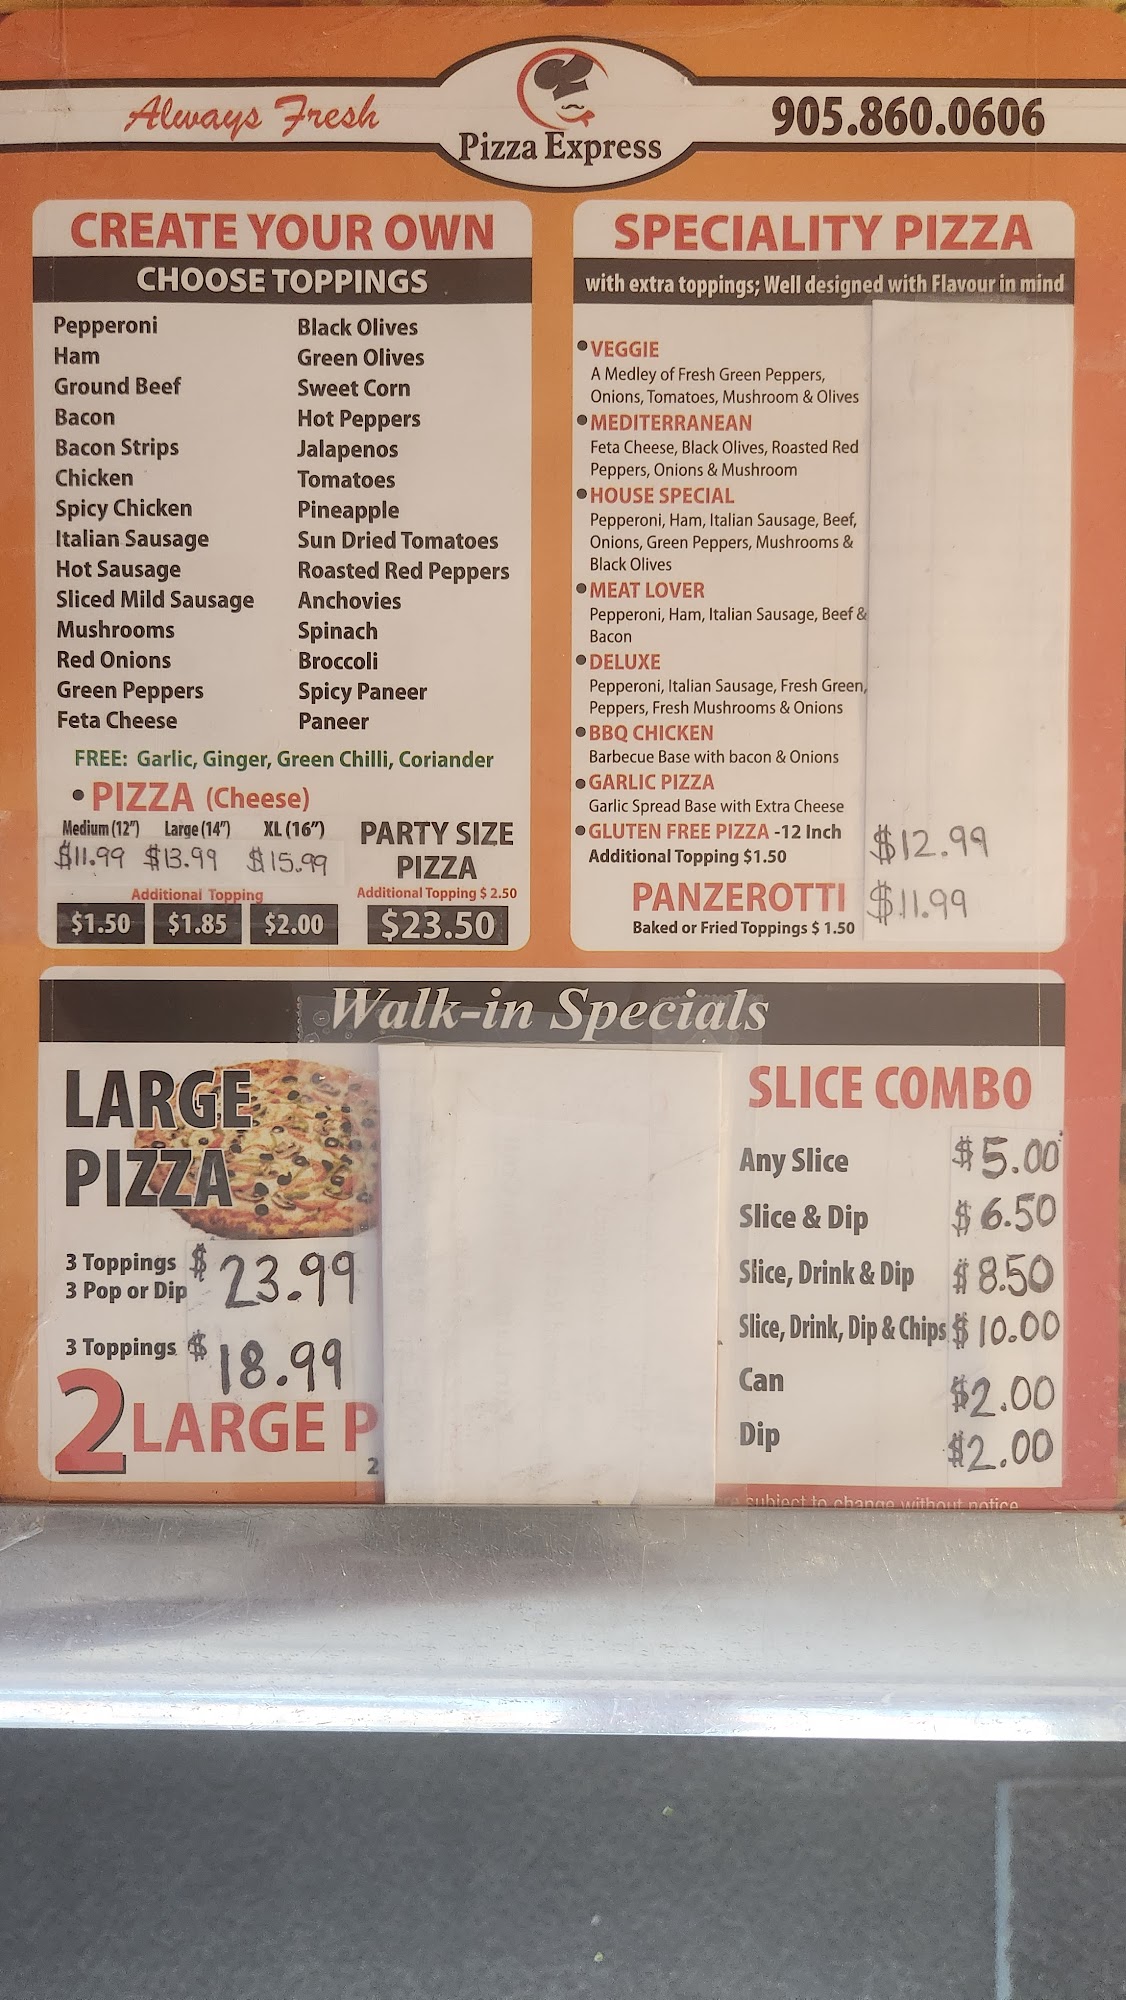 Always Fresh
Pizza Express
905.860.0606
CREATE YOUR OWN
CHOOSE TOPPINGS
Pepperoni
Ham
Ground Beef
Bacon
Bacon Strips
Chicken
Spicy Chicken
Italian Sausage
Hot Sausage
Sliced Mild Sausage
Mushrooms
Red Onions
Green Peppers
Feta Cheese
Black Olives
Green Olives
Sweet Corn
Hot Peppers
Jalapenos
Tomatoes
Pineapple
Sun Dried Tomatoes
Roasted Red Peppers
Anchovies
Spinach
Broccoli
Spicy Paneer
Paneer
FREE: Garlic, Ginger, Green Chilli, Coriander
• PIZZA (Cheese)
Medium (12") Large (14") XL (16")
$11.99 $13.99 $15.99
Additional Topping
$1.50 $1.85 $2.00
PARTY SIZE
PIZZA
Additional Topping $ 2.50
$23.50
SPECIALITY PIZZA
with extra toppings; Well designed with Flavour in mind
• VEGGIE
A Medley of Fresh Green Peppers,
Onions, Tomatoes, Mushroom & Olives
• MEDITERRANEAN
Feta Cheese, Black Olives, Roasted Red
Peppers, Onions & Mushroom
• HOUSE SPECIAL
Pepperoni, Ham, Italian Sausage, Beef,
Onions, Green Peppers, Mushrooms &
Black Olives
• MEAT LOVER
Pepperoni, Ham, Italian Sausage, Beef &
Bacon
• DELUXE
Pepperoni, Italian Sausage, Fresh Green,
Peppers, Fresh Mushrooms & Onions
• BBQ CHICKEN
Barbecue Base with bacon & Onions
• GARLIC PIZZA
Garlic Spread Base with Extra Cheese
• GLUTEN FREE PIZZA -12 Inch $12.99
Additional Topping $1.50
PANZEROTTI $11.99
Baked or Fried Toppings $ 1.50
Walk-in Specials
LARGE
PIZZA
3 Toppings
3 Pop or Dip
$23.99
3 Toppings $18.99
2 LARGE P
2
SLICE COMBO
Any Slice $5.00
Slice & Dip $6.50
Slice, Drink & Dip $8.50
Slice, Drink, Dip & Chips $10.00
Can $2.00
Dip $2.00
subject to change without notice